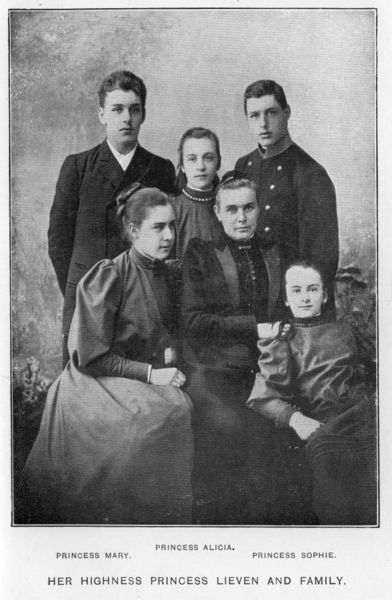 PRINCESS ALICIA.
PRINCESS MARY. PRINCESS SOPHIE.
HER HIGHNESS PRINCESS LIEVEN AND FAMILY.